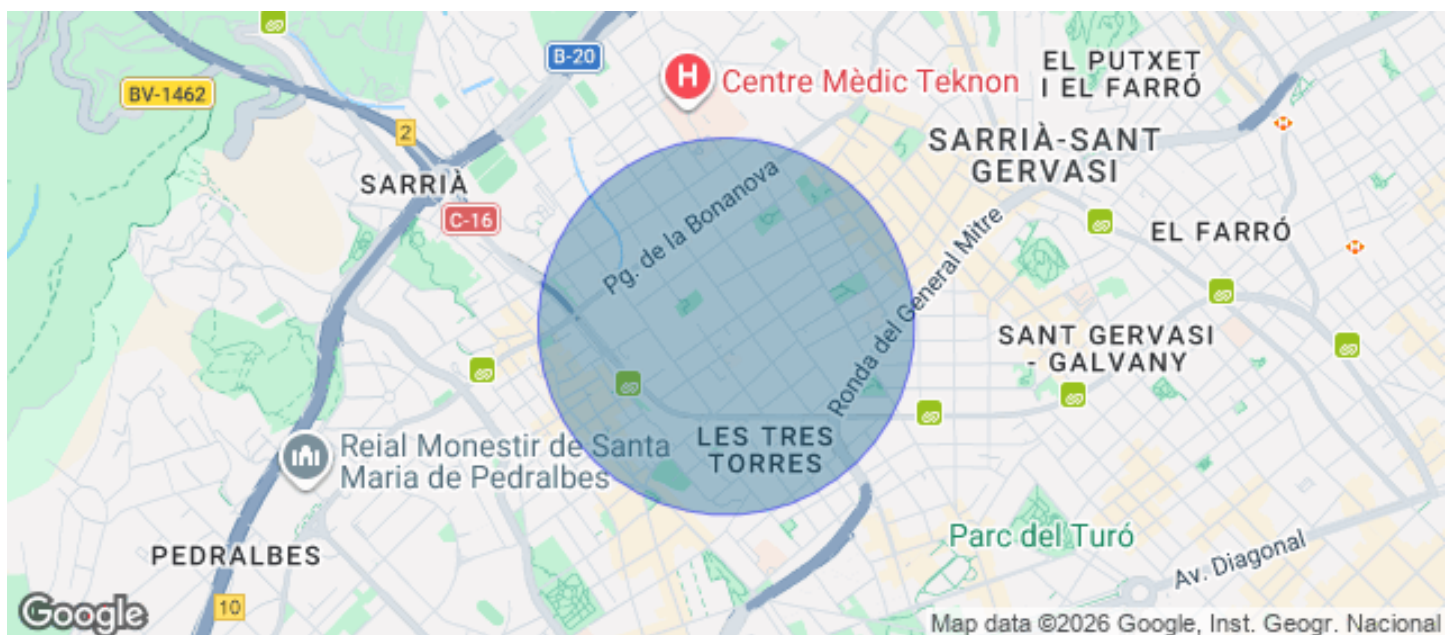 B-20
Centre Mèdic Teknon
EL PUTXET
I EL FARRÓ
BV-1462
2
SARRIÀ-SANT
GERVASI
SARRIÀ
C-16
Pg. de la Bonanova
EL FARRÓ
Ronda del General Mitre
SANT GERVASI
- GALVANY
LES TRES
TORRES
Reial Monestir de Santa
Maria de Pedralbes
Parc del Turó
PEDRALBES
Av. Diagonal
10
Google
Map data ©2026 Google, Inst. Geogr. Nacional